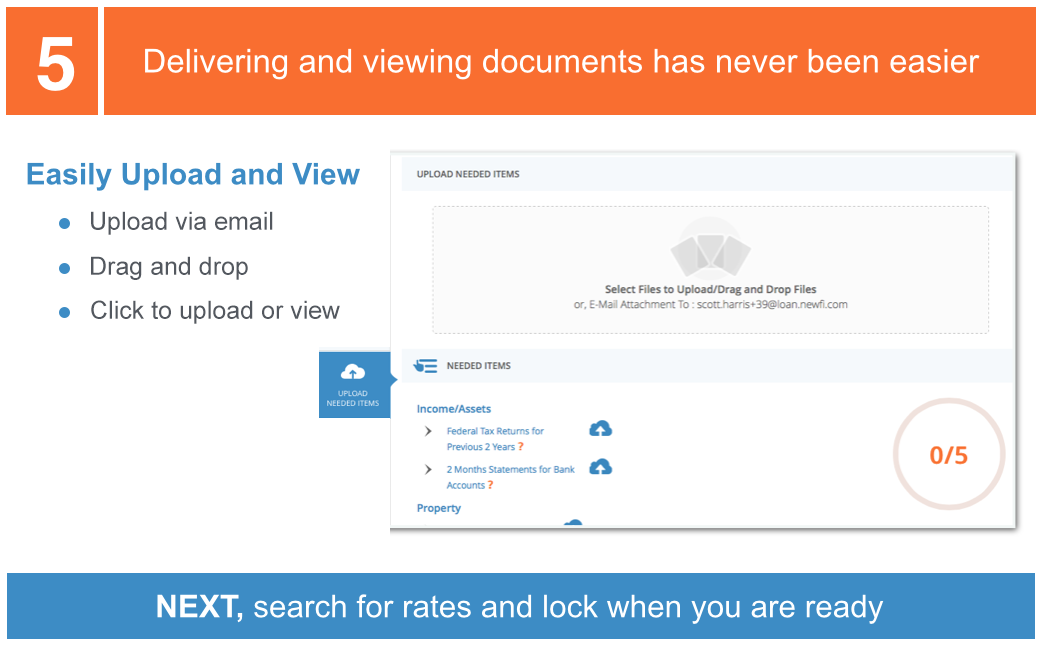 5
Delivering and viewing documents has never been easier
Easily Upload and View
Upload via email
Drag and drop
Click to upload or view
UPLOAD NEEDED ITEMS
Select Files to Upload/Drag and Drop Files
or, E-Mail Attachment To : scott.harris+39@loan.newfi.com
UPLOAD
NEEDED ITEMS
NEEDED ITEMS
Income/Assets
Federal Tax Returns for
Previous 2 Years ?
2 Months Statements for Bank
Accounts ?
Property
0/5
NEXT, search for rates and lock when you are ready